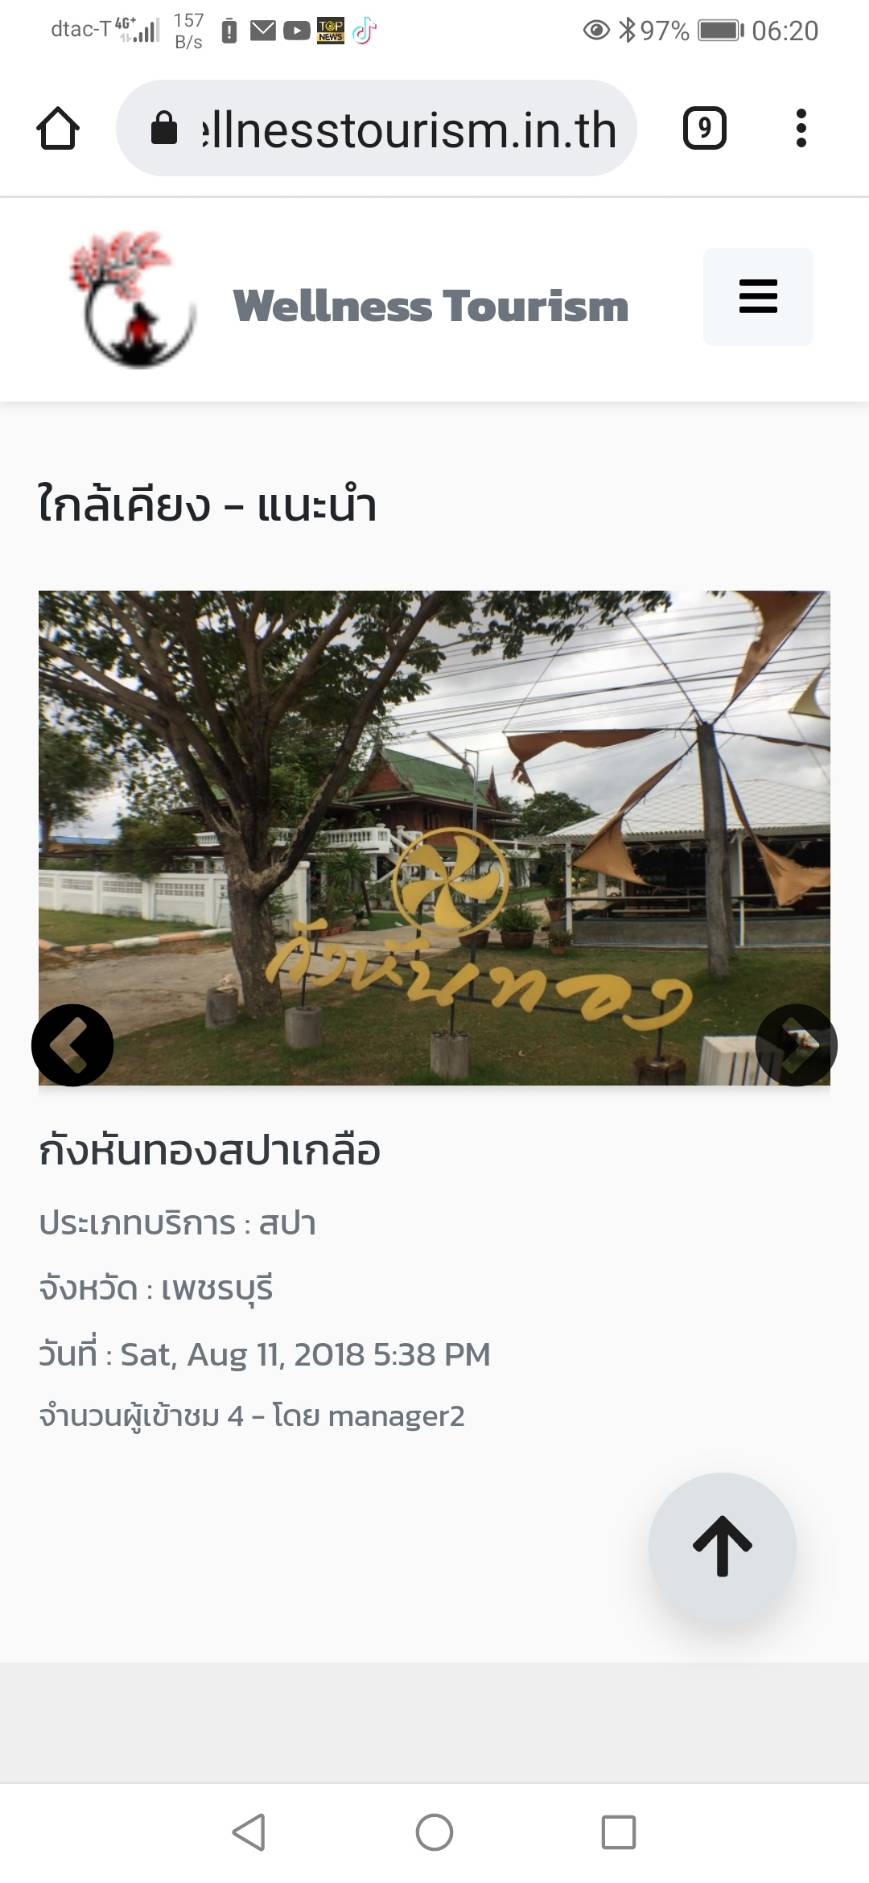 dtac-T 4G+ 157 B/s TOP NEWS 97% 06:20
ellnesstourism.in.th 9
Wellness Tourism
ใกล้เคียง - แนะนำ
กังหันทอง
กังหันทองสปาเกลือ
ประเภทบริการ : สปา
จังหวัด : เพชรบุรี
วันที่ : Sat, Aug 11, 2018 5:38 PM
จำนวนผู้เข้าชม 4 - โดย manager2